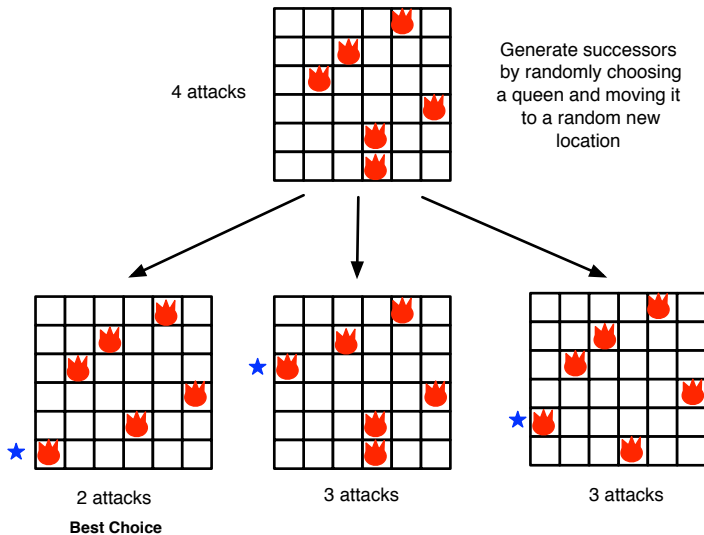 4 attacks
Generate successors
by randomly choosing
a queen and moving it
to a random new
location
2 attacks
3 attacks
3 attacks
Best Choice